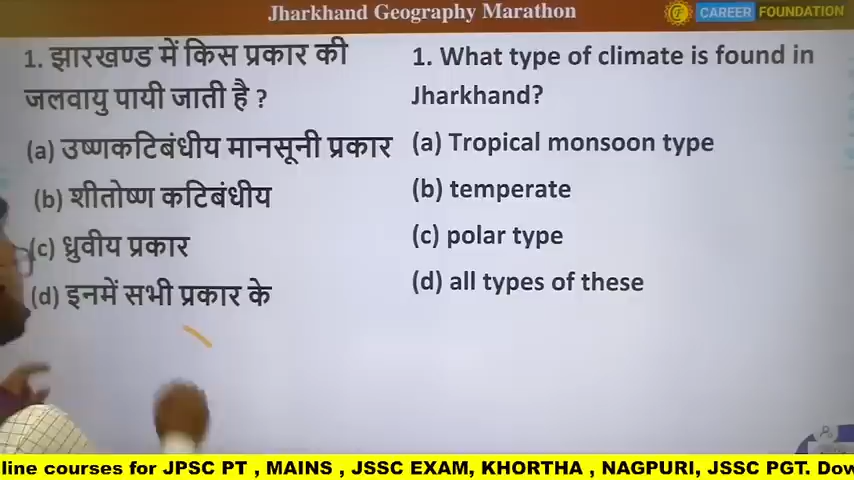 Jharkhand Geography Marathon
CAREER FOUNDATION
1. झारखण्ड में किस प्रकार की
जलवायु पायी जाती है ?
(a) उष्णकटिबंधीय मानसूनी प्रकार
(b) शीतोष्ण कटिबंधीय
(c) ध्रुवीय प्रकार
(d) इनमें सभी प्रकार के
1. What type of climate is found in
Jharkhand?
(a) Tropical monsoon type
(b) temperate
(c) polar type
(d) all types of these
line courses for JPSC PT , MAINS , JSSC EXAM, KHORTHA , NAGPURI, JSSC PGT. Dow